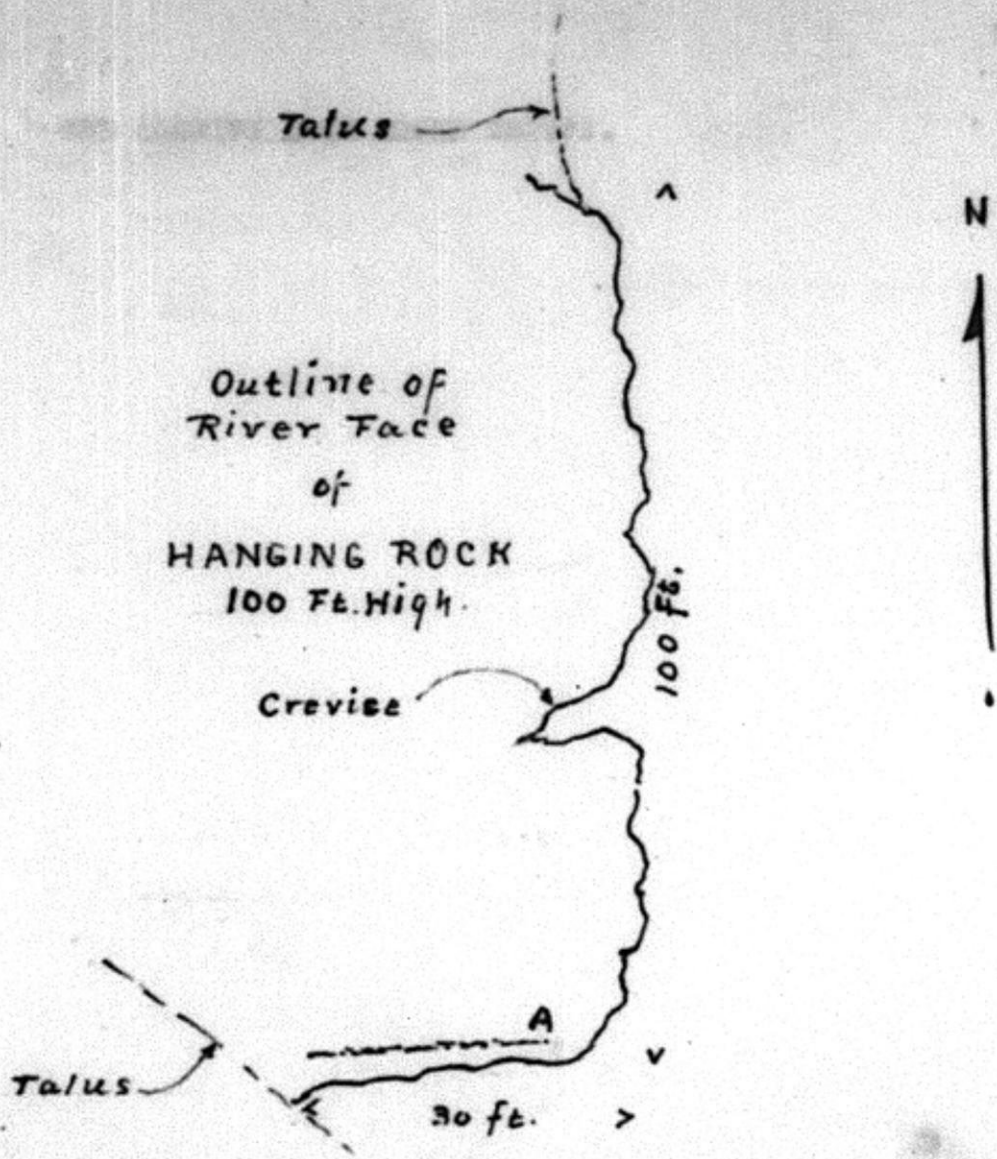 Talus
N
Outline of
River Face
of
HANGING ROCK
100 Ft. High.
100 Ft.
Crevice
A
Talus
30 ft.